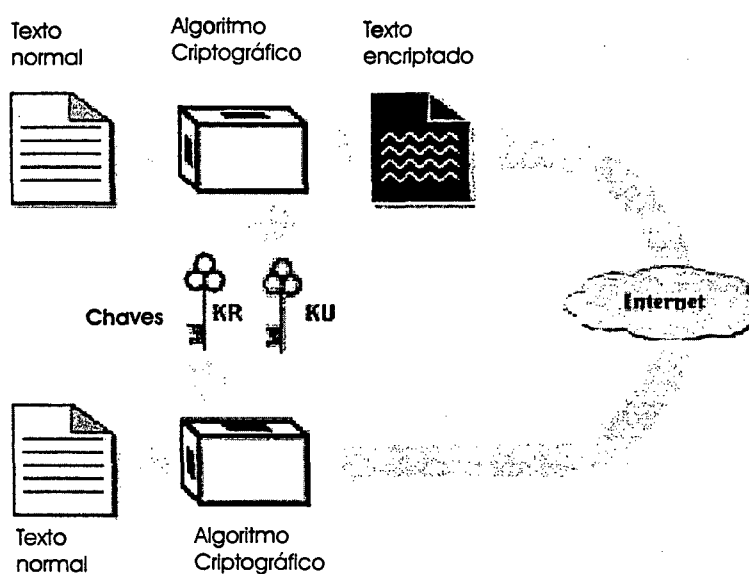 Texto
normal
Algoritmo
Criptográfico
Texto
encriptado
Chaves
KR
KU
Internet
Texto
normal
Algoritmo
Criptográfico